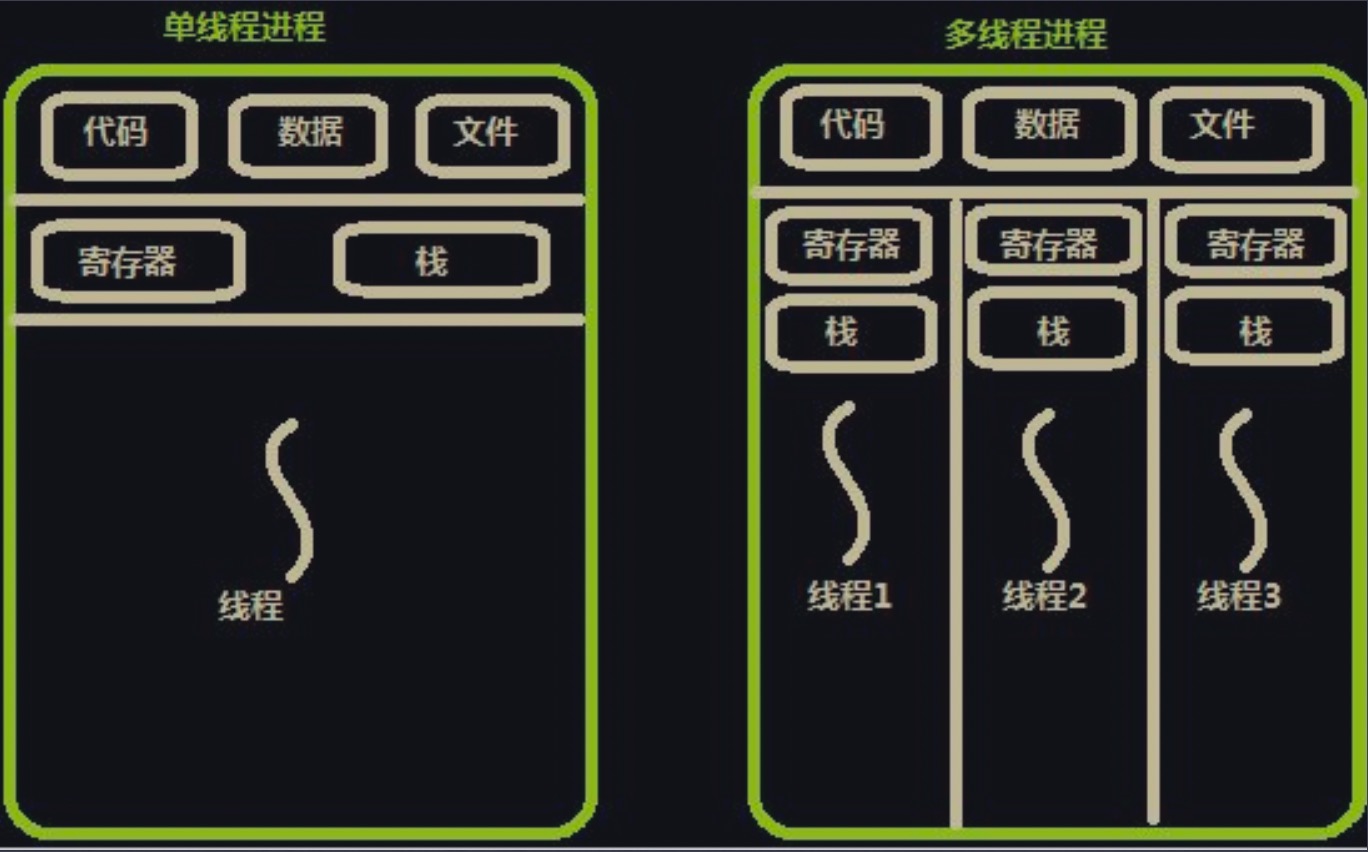 单线程进程
代码 数据 文件
寄存器 栈
线程
多线程进程
代码 数据 文件
寄存器 寄存器 寄存器
栈 栈 栈
线程1 线程2 线程3